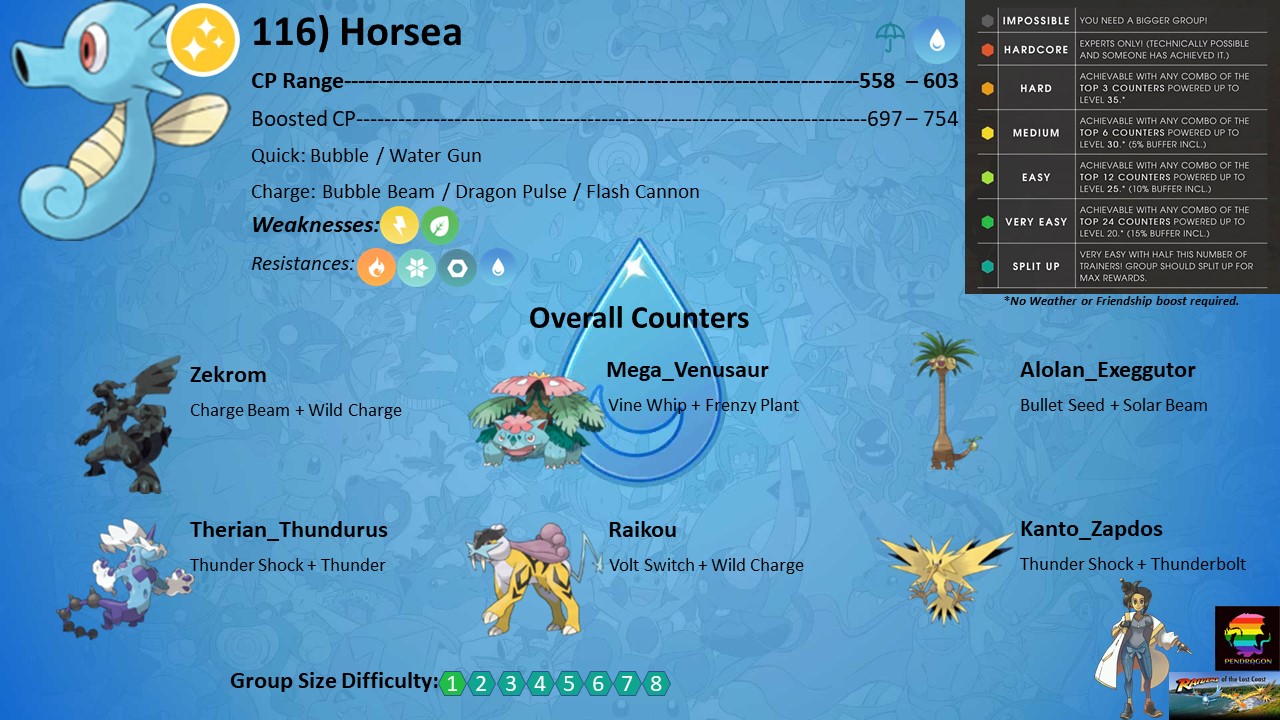 116) Horsea
CP Range------------------------------------------------------------------------558 – 603
Boosted CP-----------------------------------------------------------------------697 – 754
Quick: Bubble / Water Gun
Charge: Bubble Beam / Dragon Pulse / Flash Cannon
Weaknesses:
Resistances:
IMPOSSIBLE YOU NEED A BIGGER GROUP!
HARDCORE EXPERTS ONLY! (TECHNICALLY POSSIBLE
AND SOMEONE HAS ACHIEVED IT.)
HARD ACHIEVABLE WITH ANY COMBO OF THE
TOP 3 COUNTERS POWERED UP TO
LEVEL 35.*
MEDIUM ACHIEVABLE WITH ANY COMBO OF THE
TOP 6 COUNTERS POWERED UP TO
LEVEL 30.* (5% BUFFER INCL.)
EASY ACHIEVABLE WITH ANY COMBO OF THE
TOP 12 COUNTERS POWERED UP TO
LEVEL 25.* (10% BUFFER INCL.)
VERY EASY ACHIEVABLE WITH ANY COMBO OF THE
TOP 24 COUNTERS POWERED UP TO
LEVEL 20.* (15% BUFFER INCL.)
SPLIT UP VERY EASY WITH HALF THIS NUMBER OF
TRAINERS! GROUP SHOULD SPLIT UP FOR
MAX REWARDS.
*No Weather or Friendship boost required.
Overall Counters
Zekrom
Charge Beam + Wild Charge
Mega_Venusaur
Vine Whip + Frenzy Plant
Alolan_Exeggutor
Bullet Seed + Solar Beam
Therian_Thundurus
Thunder Shock + Thunder
Raikou
Volt Switch + Wild Charge
Kanto_Zapdos
Thunder Shock + Thunderbolt
Group Size Difficulty: 1 2 3 4 5 6 7 8
PENDRAGON
RAIDERS of the Lost Coast